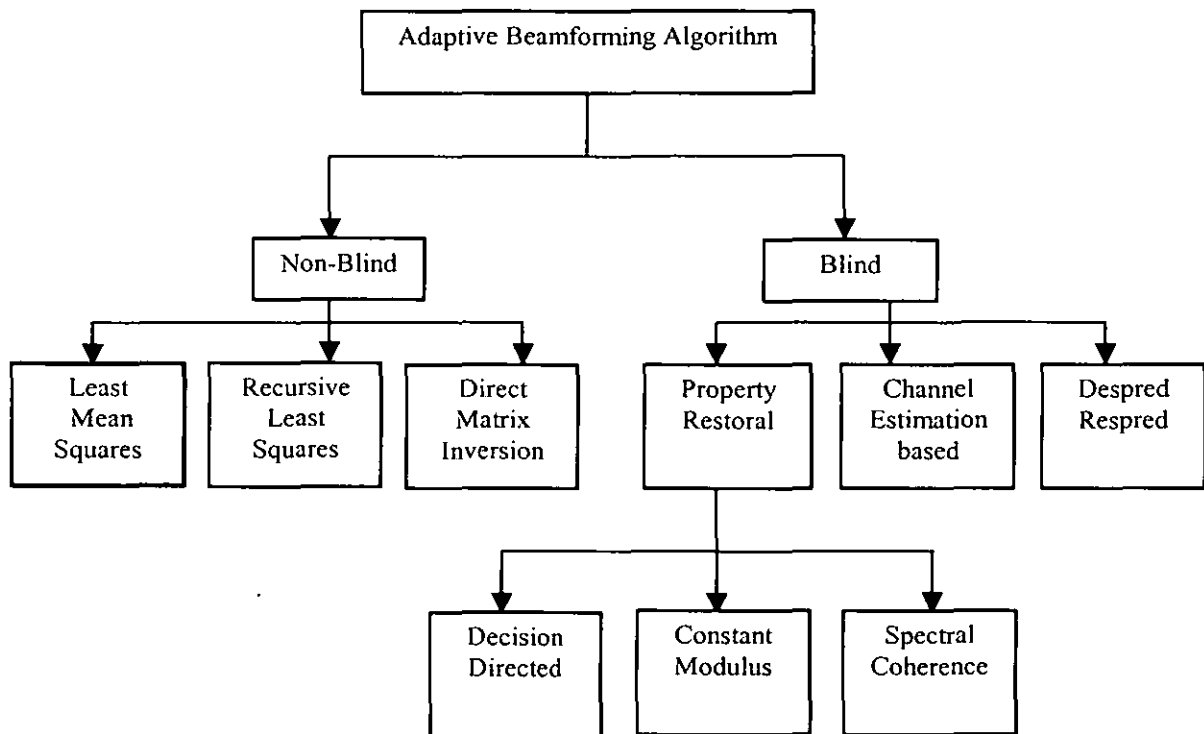 Adaptive Beamforming Algorithm
Non-Blind
Blind
Least
Mean
Squares
Recursive
Least
Squares
Direct
Matrix
Inversion
Property
Restoral
Channel
Estimation
based
Despred
Respred
Decision
Directed
Constant
Modulus
Spectral
Coherence